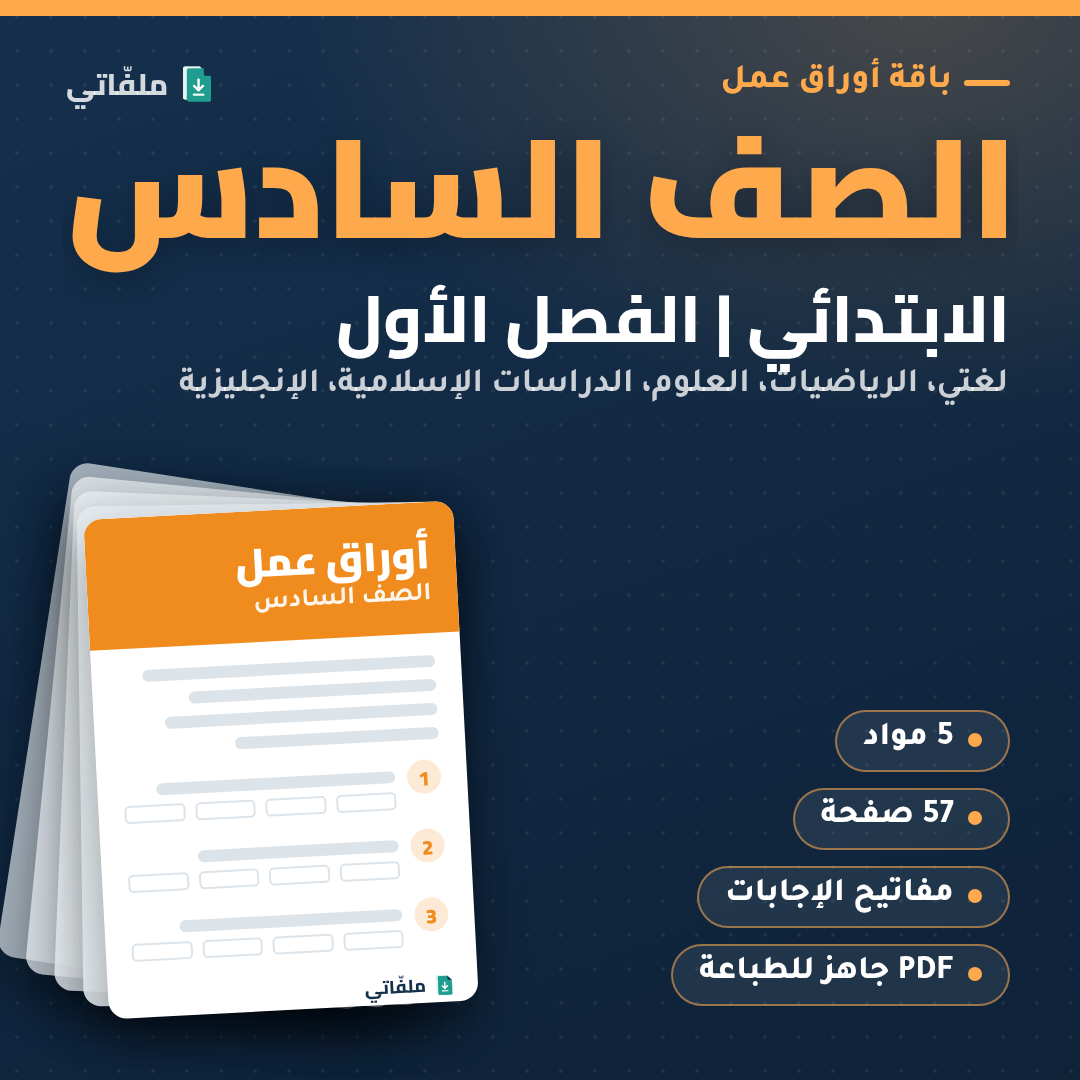 باقة أوراق عمل
ملفّاتي
الصف السادس
الابتدائي | الفصل الأول
لغتي، الرياضيات، العلوم، الدراسات الإسلامية، الإنجليزية
أوراق عمل
الصف السادس
1
2
3
ملفّاتي
5 مواد
57 صفحة
مفاتيح الإجابات
PDF جاهز للطباعة